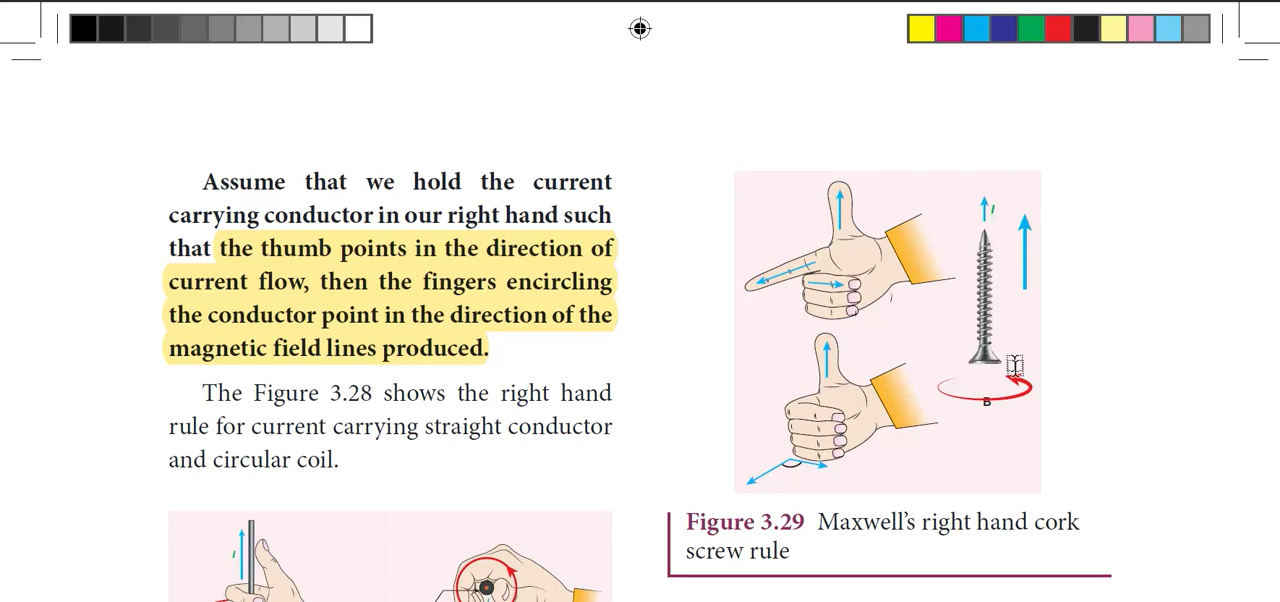 Assume that we hold the current
carrying conductor in our right hand such
that the thumb points in the direction of
current flow, then the fingers encircling
the conductor point in the direction of the
magnetic field lines produced.
The Figure 3.28 shows the right hand
rule for current carrying straight conductor
and circular coil.
I
I
B
Figure 3.29 Maxwell’s right hand cork
screw rule